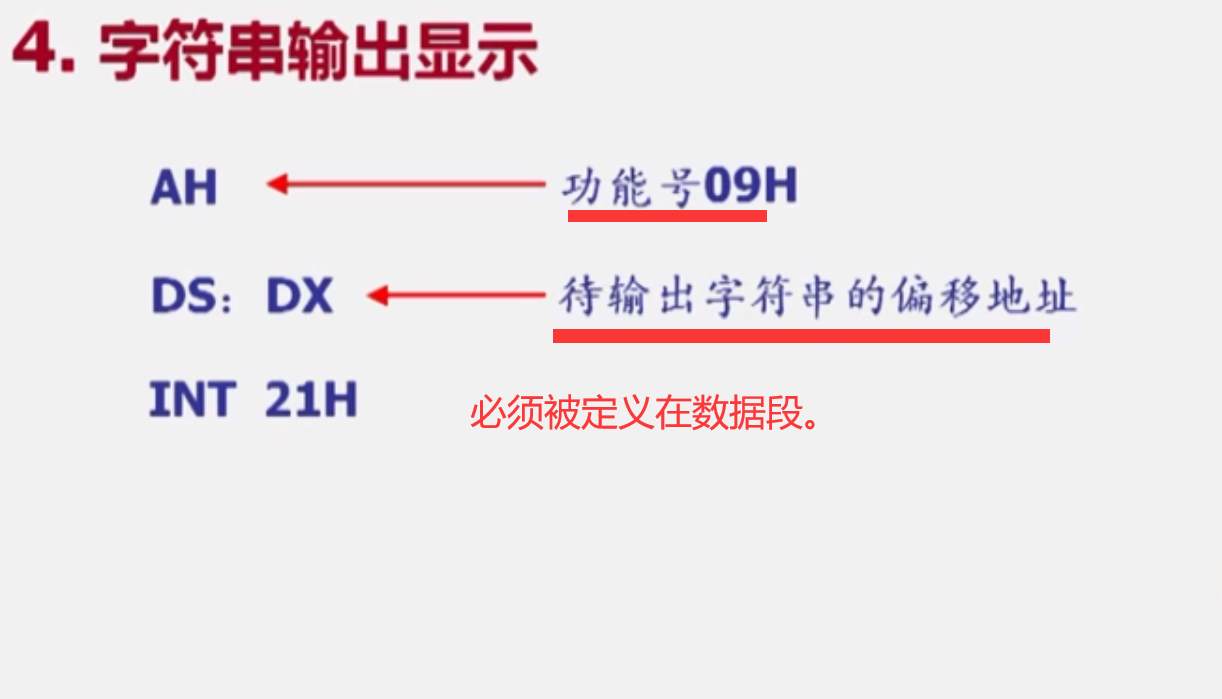 4. 字符串输出显示
AH 功能号09H
DS：DX 待输出字符串的偏移地址
INT 21H
必须被定义在数据段。